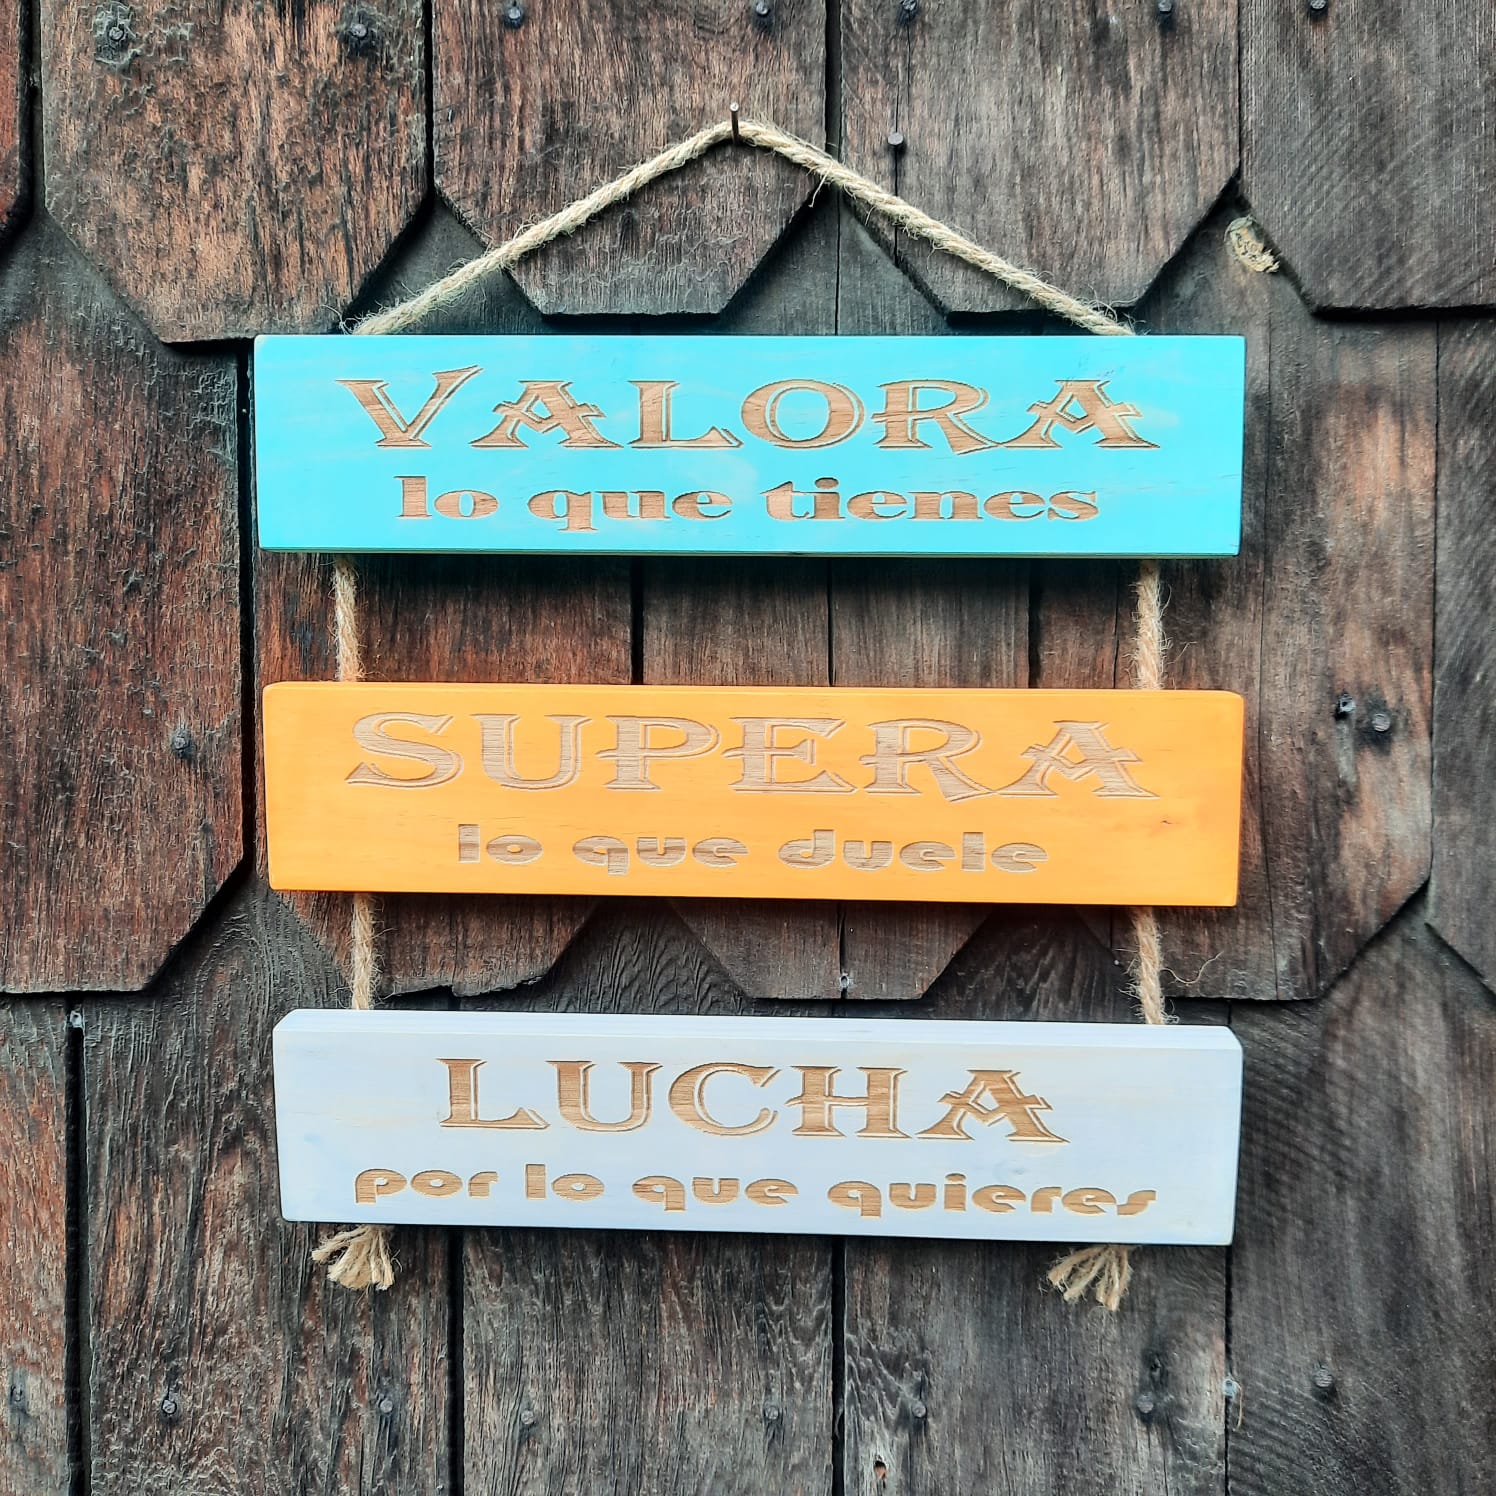 VALORA
lo que tienes
SUPERA
lo que duele
LUCHA
por lo que quieres